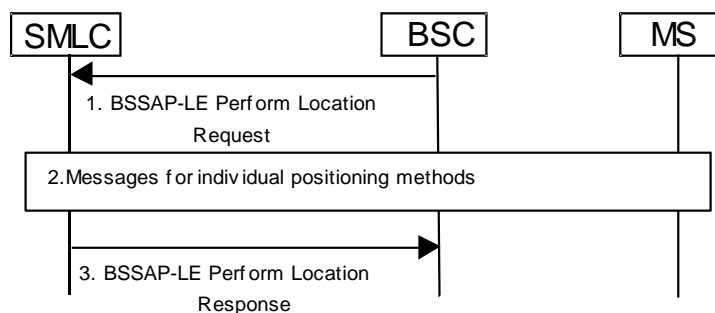 SMLC
BSC
MS
1. BSSAP-LE Perform Location
Request
2.Messages for individual positioning methods
3. BSSAP-LE Perform Location
Response